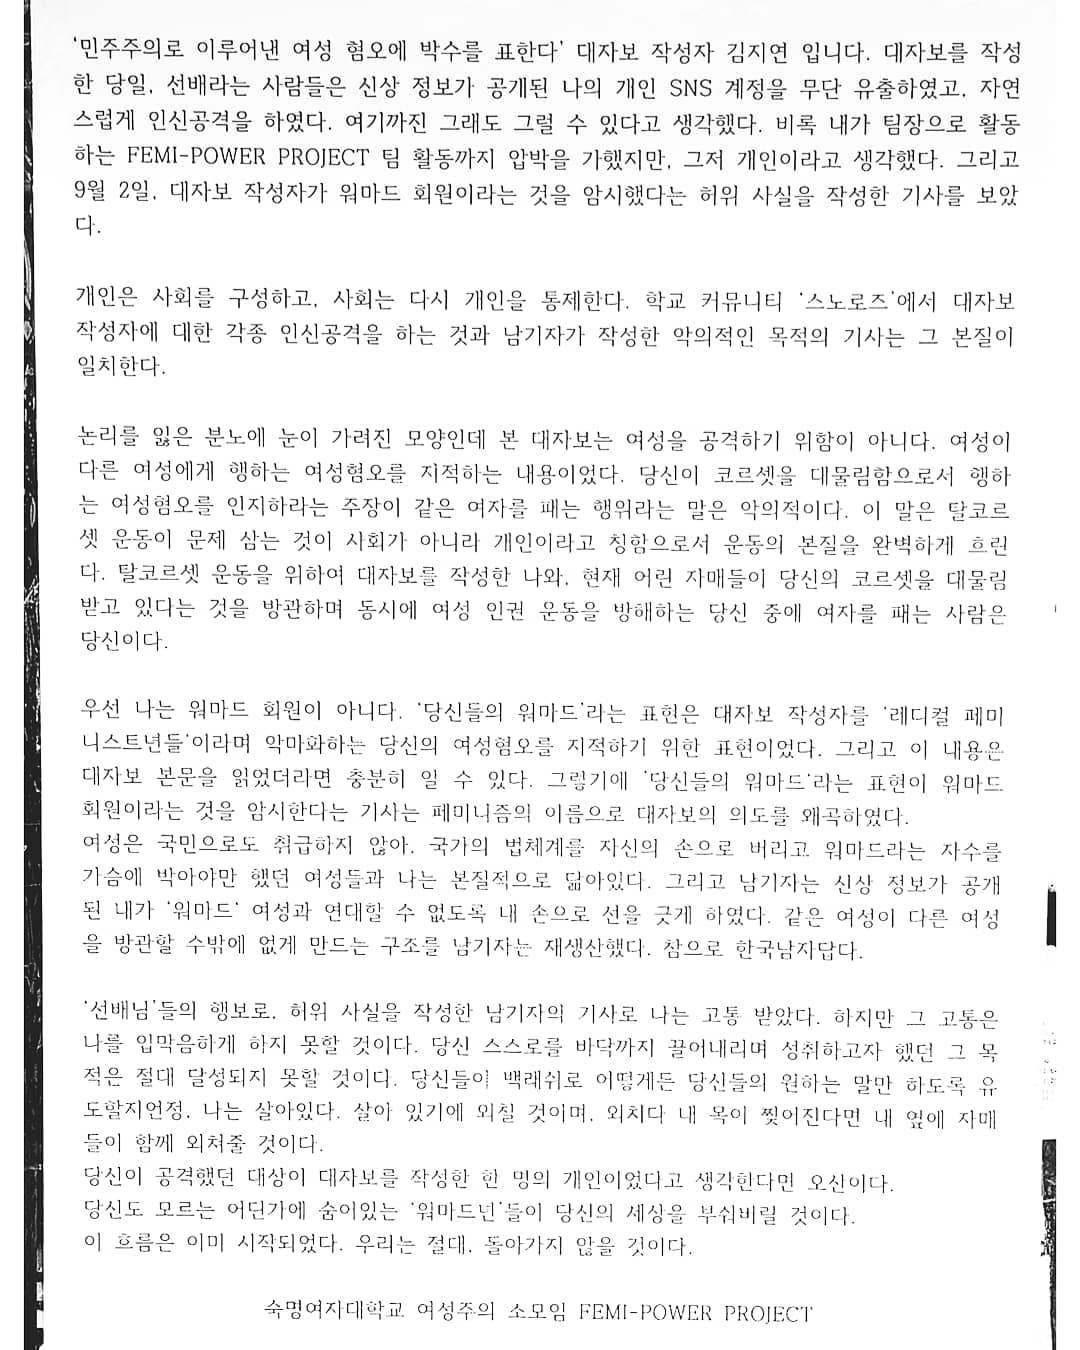 '민주주의로 이루어낸 여성 혐오에 박수를 표한다' 대자보 작성자 김지연 입니다. 대자보를 작성
한 당일, 선배라는 사람들은 신상 정보가 공개된 나의 개인 SNS 계정을 무단 유출하였고, 자연
스럽게 인신공격을 하였다. 여기까진 그래도 그럴 수 있다고 생각했다. 비록 내가 팀장으로 활동
하는 FEMI-POWER PROJECT 팀 활동까지 압박을 가했지만, 그저 개인이라고 생각했다. 그리고
9월 2일, 대자보 작성자가 워마드 회원이라는 것을 암시했다는 허위 사실을 작성한 기사를 보았
다.
개인은 사회를 구성하고, 사회는 다시 개인을 통제한다. 학교 커뮤니티 '스노로즈'에서 대자보
작성자에 대한 각종 인신공격을 하는 것과 남기자가 작성한 악의적인 목적의 기사는 그 본질이
일치한다.
논리를 잃은 분노에 눈이 가려진 모양인데 본 대자보는 여성을 공격하기 위함이 아니다. 여성이
다른 여성에게 행하는 여성혐오를 지적하는 내용이었다. 당신이 코르셋을 대물림함으로서 행하
는 여성혐오를 인지하라는 주장이 같은 여자를 패는 행위라는 말은 악의적이다. 이 말은 탈코르
셋 운동이 문제 삼는 것이 사회가 아니라 개인이라고 칭함으로서 운동의 본질을 완벽하게 흐린
다. 탈코르셋 운동을 위하여 대자보를 작성한 나와, 현재 어린 자매들이 당신의 코르셋을 대물림
받고 있다는 것을 방관하며 동시에 여성 인권 운동을 방해하는 당신 중에 여자를 패는 사람은
당신이다.
우선 나는 워마드 회원이 아니다. '당신들의 워마드'라는 표현은 대자보 작성자를 '레디컬 페미
니스트년들'이라며 악마화하는 당신의 여성혐오를 지적하기 위한 표현이었다. 그리고 이 내용은
대자보 본문을 읽었더라면 충분히 알 수 있다. 그렇기에 '당신들의 워마드'라는 표현이 워마드
회원이라는 것을 암시한다는 기사는 페미니즘의 이름으로 대자보의 의도를 왜곡하였다.
여성은 국민으로도 취급하지 않아, 국가의 법체계를 자신의 손으로 버리고 워마드라는 자수를
가슴에 박아야만 했던 여성들과 나는 본질적으로 닮아있다. 그리고 남기자는 신상 정보가 공개
된 내가 '워마드' 여성과 연대할 수 없도록 내 손으로 선을 긋게 하였다. 같은 여성이 다른 여성
을 방관할 수밖에 없게 만드는 구조를 남기자는 재생산했다. 참으로 한국남자답다.
'선배님'들의 행보로, 허위 사실을 작성한 남기자의 기사로 나는 고통 받았다. 하지만 그 고통은
나를 입막음하게 하지 못할 것이다. 당신 스스로를 바닥까지 끌어내리며 성취하고자 했던 그 목
적은 절대 달성되지 못할 것이다. 당신들이 백래쉬로 어떻게든 당신들의 원하는 말만 하도록 유
도할지언정, 나는 살아있다. 살아 있기에 외칠 것이며, 외치다 내 목이 찢어진다면 내 옆에 자매
들이 함께 외쳐줄 것이다.
당신이 공격했던 대상이 대자보를 작성한 한 명의 개인이었다고 생각한다면 오산이다.
당신도 모르는 어딘가에 숨어있는 '워마드년'들이 당신의 세상을 부숴버릴 것이다.
이 흐름은 이미 시작되었다. 우리는 절대, 돌아가지 않을 것이다.
숙명여자대학교 여성주의 소모임 FEMI-POWER PROJECT